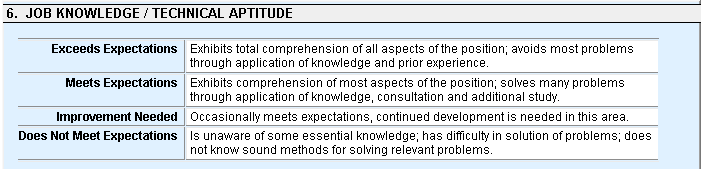 6. JOB KNOWLEDGE / TECHNICAL APTITUDE
Exceeds Expectations Exhibits total comprehension of all aspects of the position; avoids most problems
through application of knowledge and prior experience.
Meets Expectations Exhibits comprehension of most aspects of the position; solves many problems
through application of knowledge, consultation and additional study.
Improvement Needed Occasionally meets expectations, continued development is needed in this area.
Does Not Meet Expectations Is unaware of some essential knowledge; has difficulty in solution of problems; does
not know sound methods for solving relevant problems.